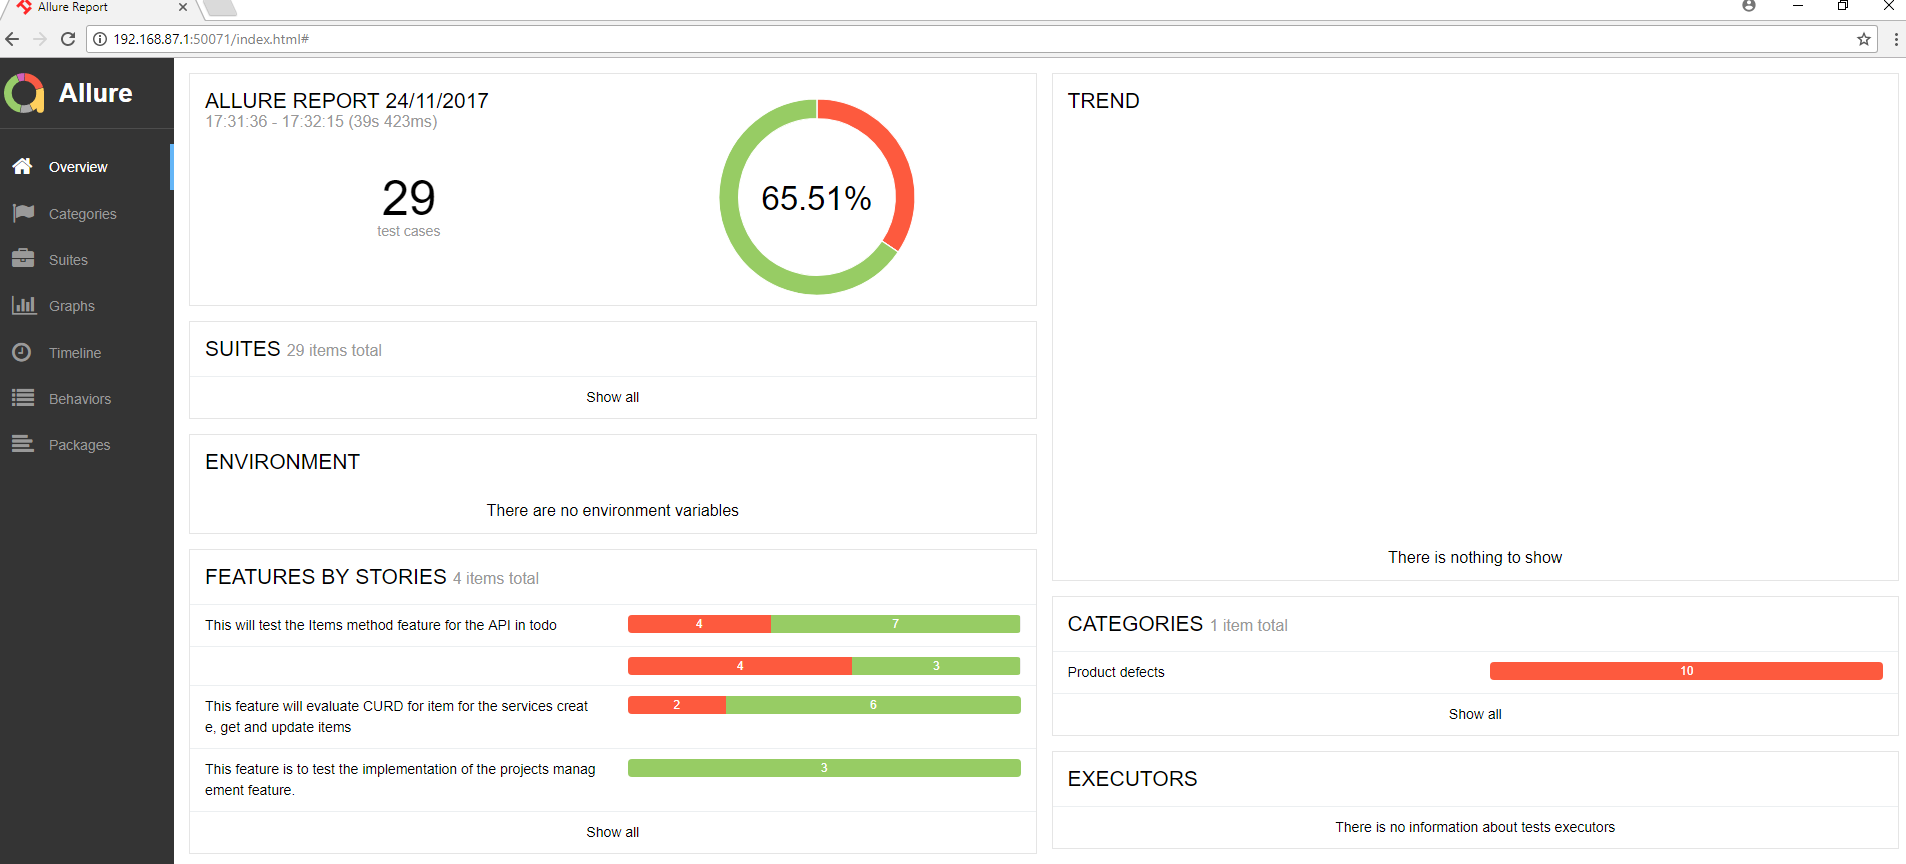 Allure Report
192.168.87.1:50071/index.html#
Allure
Overview
Categories
Suites
Graphs
Timeline
Behaviors
Packages
ALLURE REPORT 24/11/2017
17:31:36 - 17:32:15 (39s 423ms)
29
test cases
65.51%
SUITES 29 items total
Show all
ENVIRONMENT
There are no environment variables
FEATURES BY STORIES 4 items total
This will test the Items method feature for the API in todo
4 7
4 3
This feature will evaluate CURD for item for the services creat
e, get and update items
2 6
This feature is to test the implementation of the projects manag
ement feature.
3
Show all
TREND
There is nothing to show
CATEGORIES 1 item total
Product defects 10
Show all
EXECUTORS
There is no information about tests executors